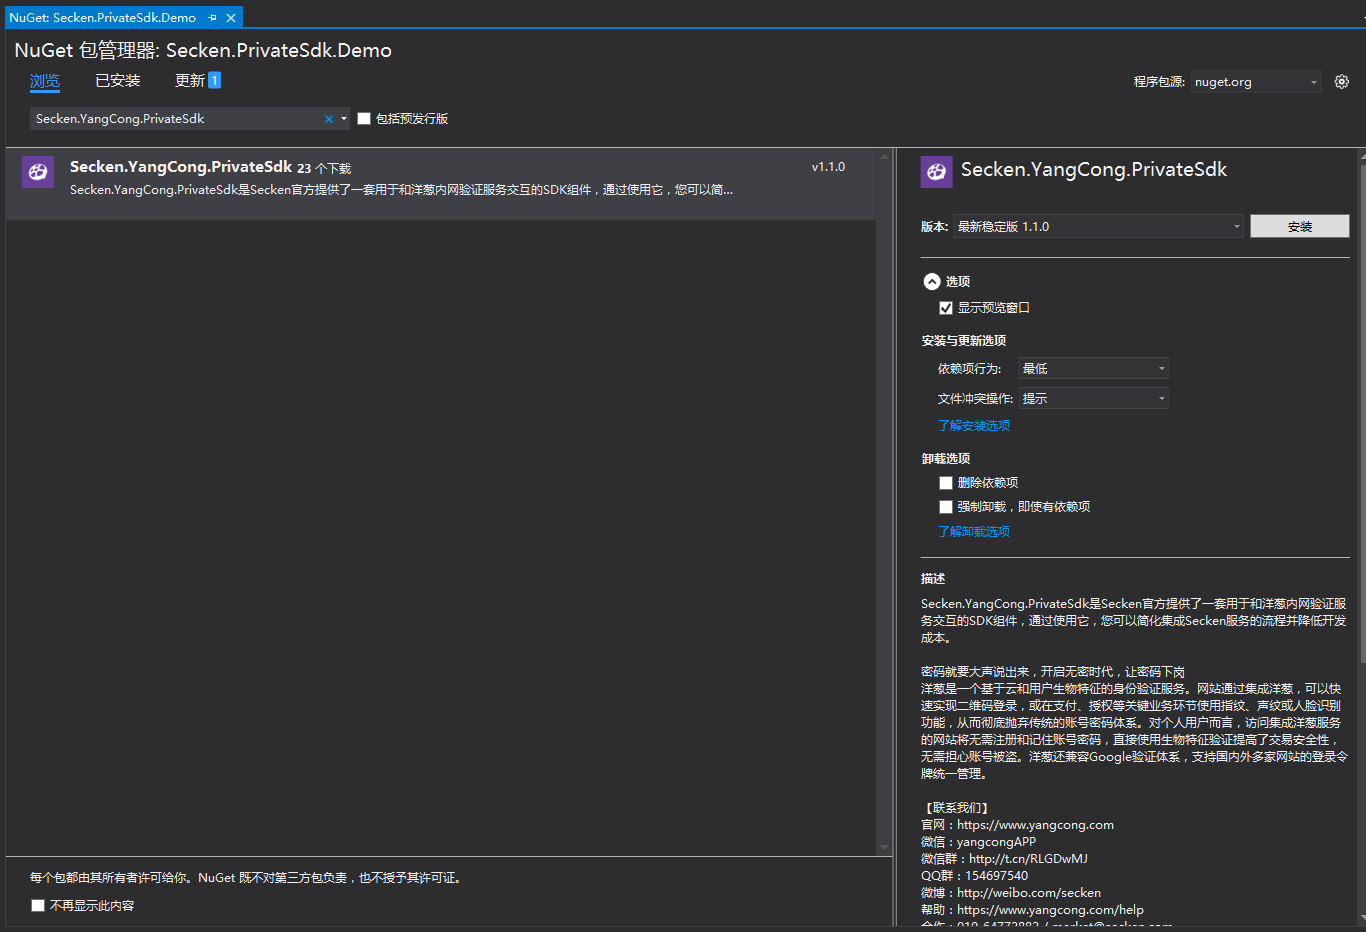 NuGet: Secken.PrivateSdk.Demo
NuGet 包管理器: Secken.PrivateSdk.Demo
浏览 已安装 更新 1
程序包源: nuget.org
Secken.YangCong.PrivateSdk 包括预发行版
Secken.YangCong.PrivateSdk 23 个下载 v1.1.0
Secken.YangCong.PrivateSdk是Secken官方提供了一套用于和洋葱内网验证服务交互的SDK组件，通过使用它，您可以简...
每个包都由其所有者许可给你。NuGet 既不对第三方包负责，也不授予其许可证。
不再显示此内容
Secken.YangCong.PrivateSdk
版本: 最新稳定版 1.1.0 安装
选项
显示预览窗口
安装与更新选项
依赖项行为: 最低
文件冲突操作: 提示
了解安装选项
卸载选项
删除依赖项
强制卸载，即使有依赖项
了解卸载选项
描述
Secken.YangCong.PrivateSdk是Secken官方提供了一套用于和洋葱内网验证服
务交互的SDK组件，通过使用它，您可以简化集成Secken服务的流程并降低开发
成本。
密码就要大声说出来，开启无密时代，让密码下岗
洋葱是一个基于云和用户生物特征的身份验证服务。网站通过集成洋葱，可以快
速实现二维码登录，或在支付、授权等关键业务环节使用指纹、声纹或人脸识别
功能，从而彻底抛弃传统的账号密码体系。对个人用户而言，访问集成洋葱服务
的网站将无需注册和记住账号密码，直接使用生物特征验证提高了交易安全性，
无需担心账号被盗。洋葱还兼容Google验证体系，支持国内外多家网站的登录令
牌统一管理。
【联系我们】
官网：https://www.yangcong.com
微信：yangcongAPP
微信群：http://t.cn/RLGDwMJ
QQ群：154697540
微博：http://weibo.com/secken
帮助：https://www.yangcong.com/help